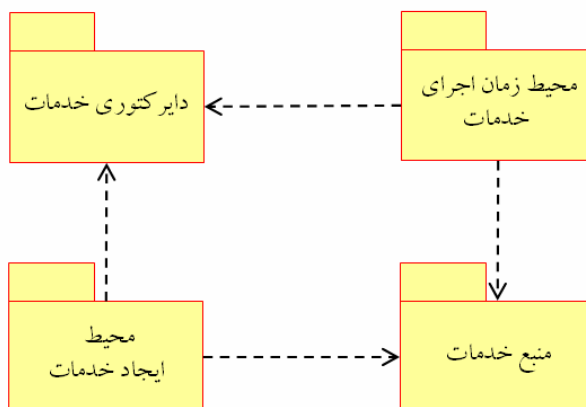 محیط زمان اجرای
خدمات
دایرکتوری خدمات
محیط
ایجاد خدمات
منبع خدمات